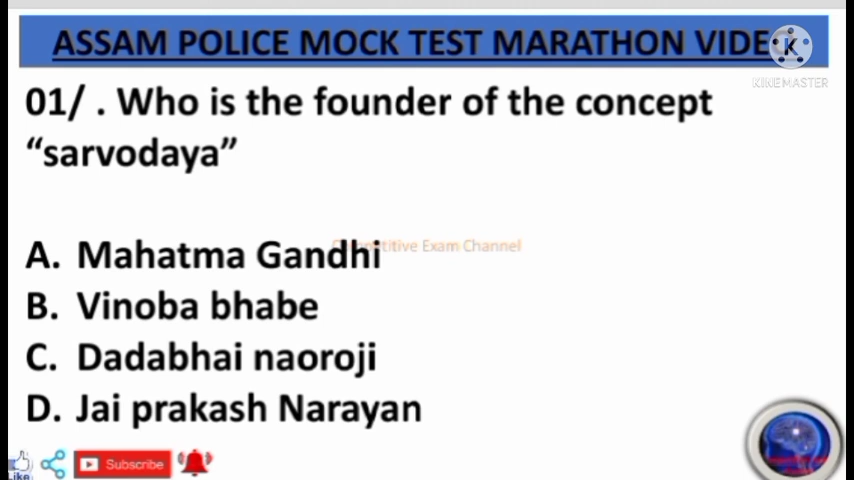 ASSAM POLICE MOCK TEST MARATHON VIDE
K
KINEMASTER
01/ . Who is the founder of the concept
“sarvodaya”
Competitive Exam Channel
A. Mahatma Gandhi
B. Vinoba bhabe
C. Dadabhai naoroji
D. Jai prakash Narayan
Like
Subscribe